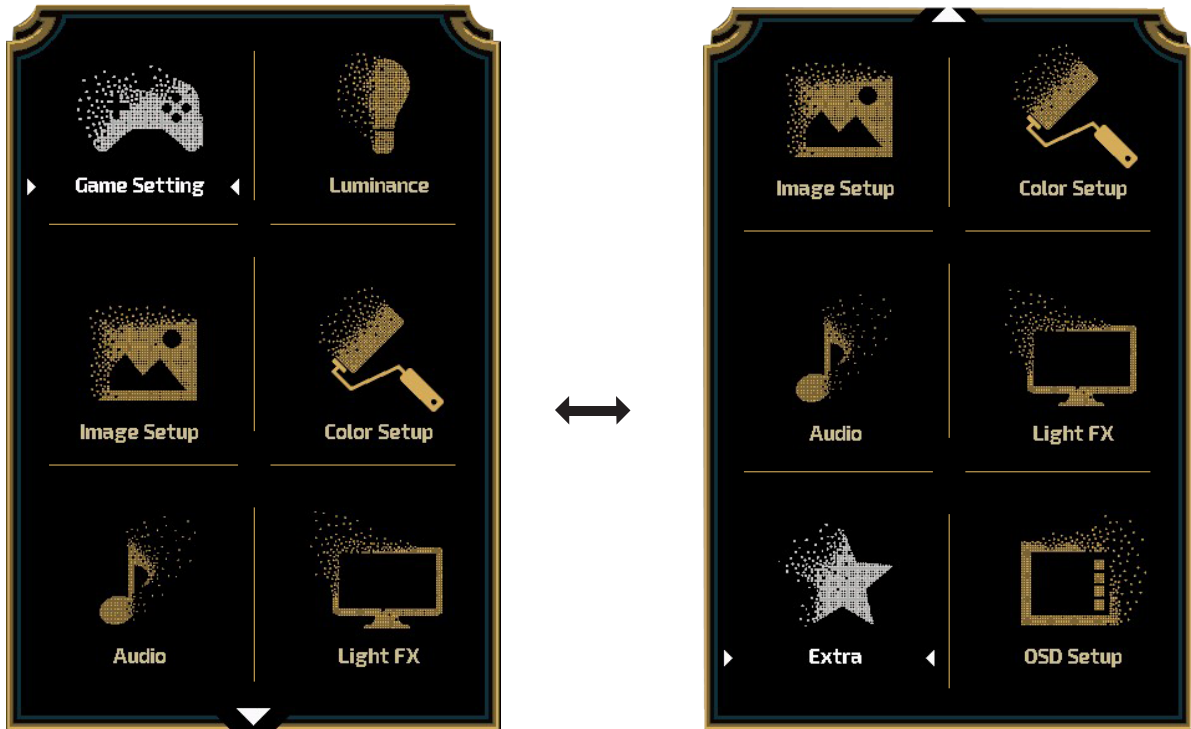 Game Setting
Luminance
Image Setup
Color Setup
Audio
Light FX
Image Setup
Color Setup
Audio
Light FX
Extra
OSD Setup